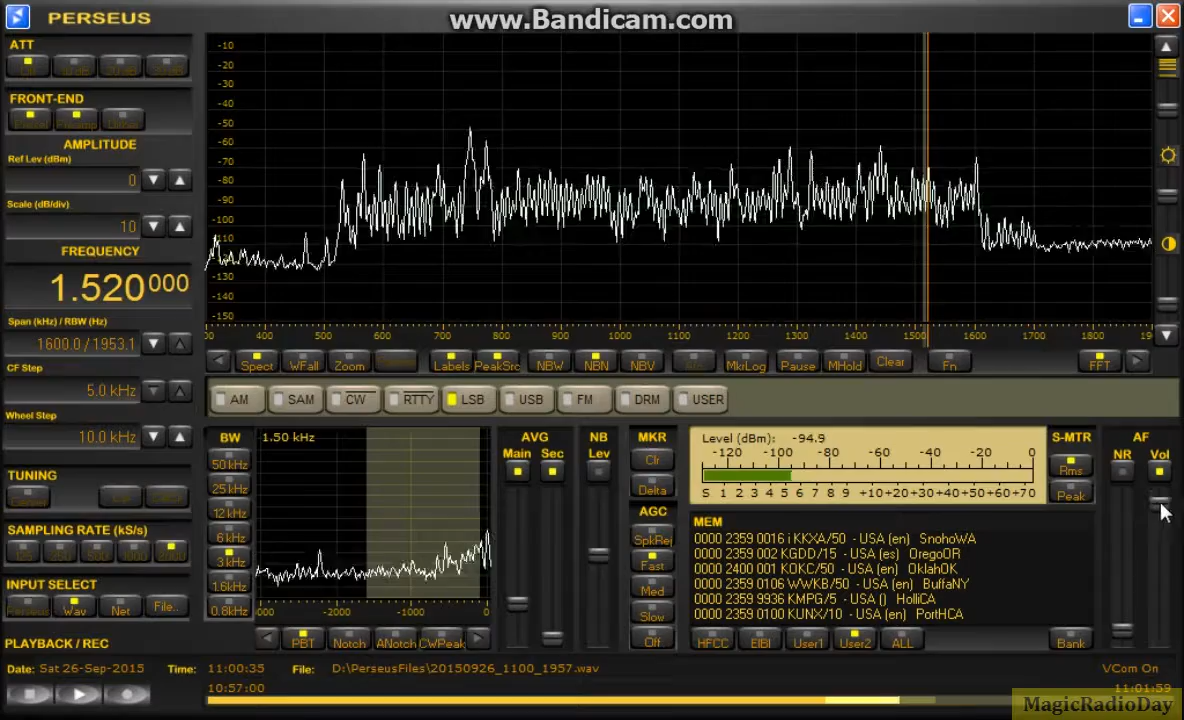 PERSEUS
www.Bandicam.com
ATT
FRONT-END
AMPLITUDE
Ref Lev (dBm)
0
Scale (dB/div)
10
FREQUENCY
1.520000
Span (kHz) / RBW (Hz)
1600.0 / 1953.1
CF Step
5.0 kHz
Wheel Step
10.0 kHz
TUNING
SAMPLING RATE (kS/s)
125 250 500 1000 2000
INPUT SELECT
Perseus Wav Net File..
PLAYBACK / REC
-10
-20
-30
-40
-50
-60
-70
-80
-90
-100
-110
-130
-140
-150
400 500 600 700 800 900 1000 1100 1200 1300 1400 1500 1600 1700 1800
Spect WFall Zoom Labels PeakSrc NBW NBN NBV MkrLog Pause MHold Clear Fn FFT
AM SAM CW RTTY LSB USB FM DRM USER
BW
50kHz
25kHz
12kHz
6 kHz
3 kHz
1.6kHz
0.8kHz
1.50 kHz
-2000 -1000 0
PBT Notch ANotch CWPeak
AVG
Main Sec
NB
Lev
MKR
Clr
Delta
AGC
SpkRej
Fast
Med
Slow
Off
Level (dBm): -94.9
-120 -100 -80 -60 -40 -20 0
S 1 2 3 4 5 6 7 8 9 +10+20+30+40+50+60+70
S-MTR
Rms
Peak
AF
NR Vol
MEM
0000 2359 0016 i KKXA/50 - USA (en) SnohoWA
0000 2359 002 KGDD/15 - USA (es) OregoOR
0000 2400 001 KOKC/50 - USA (en) OklahOK
0000 2359 0106 WWKB/50 - USA (en) BuffaNY
0000 2359 9936 KMPG/5 - USA () HolliCA
0000 2359 0100 KUNX/10 - USA (en) PortHCA
HFCC EIBI User1 User2 ALL Bank
Date: Sat 26-Sep-2015 Time: 11:00:35 File: D:\PerseusFiles\20150926_1100_1957.wav VCom On
10:57:00 11:01:59
MagicRadioDay